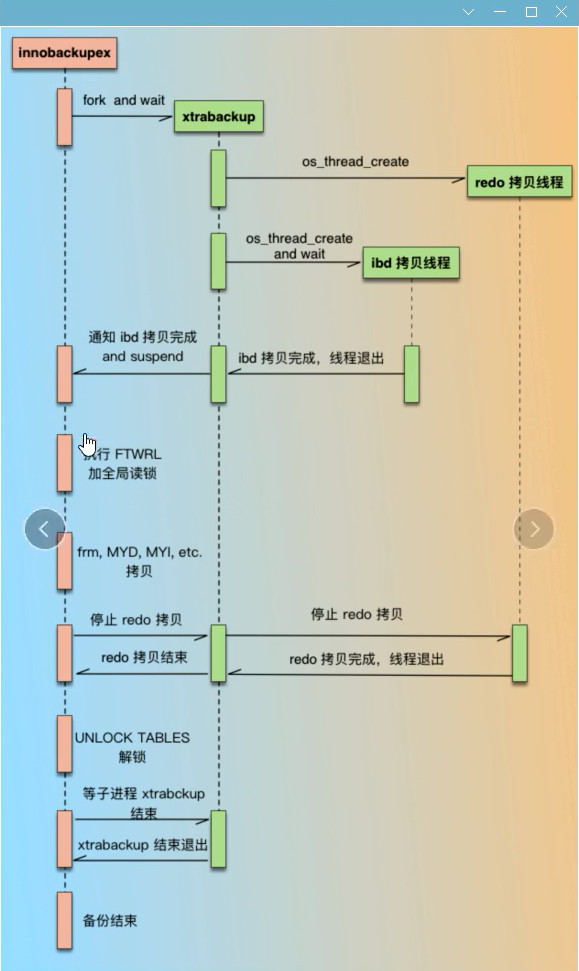 innobackupex
fork and wait
xtrabackup
os_thread_create
redo 拷贝线程
os_thread_create
and wait
ibd 拷贝线程
通知 ibd 拷贝完成
and suspend
ibd 拷贝完成，线程退出
执行 FTWRL
加全局读锁
frm, MYD, MYI, etc.
拷贝
停止 redo 拷贝
停止 redo 拷贝
redo 拷贝结束
redo 拷贝完成，线程退出
UNLOCK TABLES
解锁
等子进程 xtrabckup
结束
xtrabackup 结束退出
备份结束